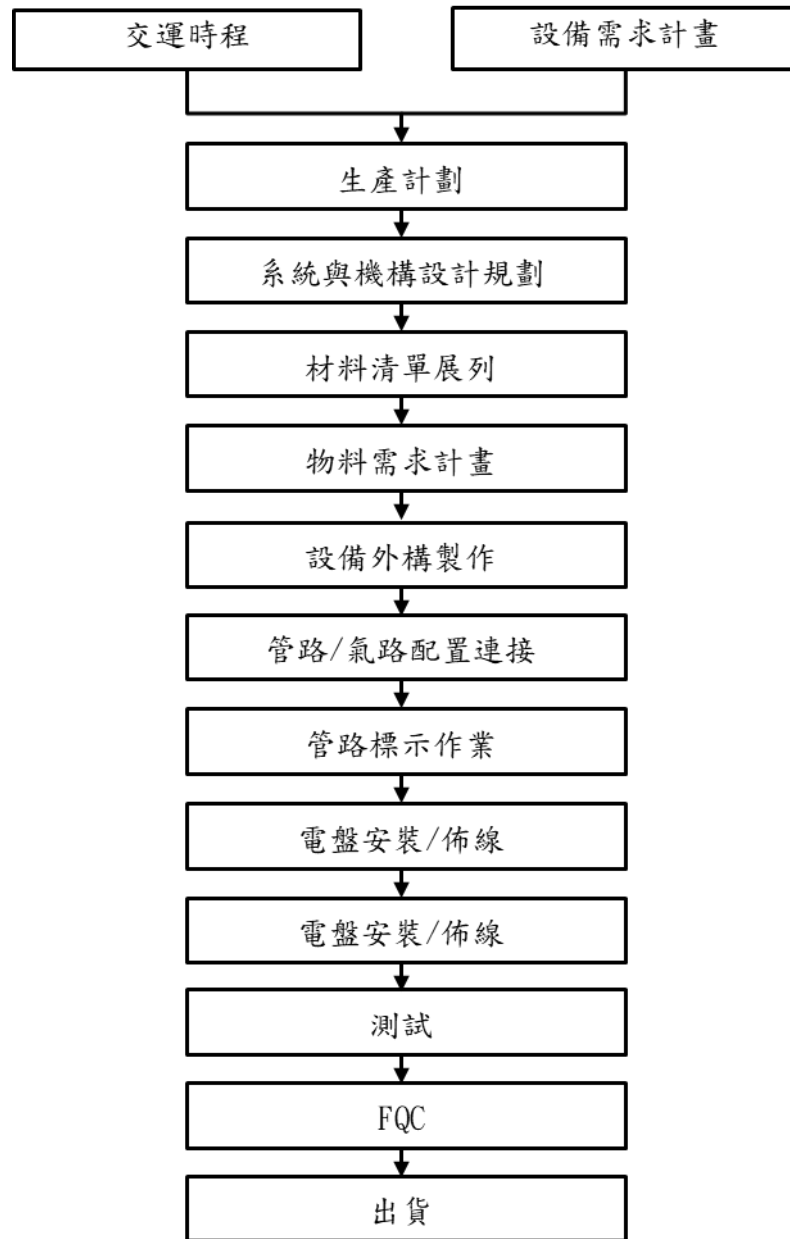 交運時程
設備需求計畫
生產計劃
系統與機構設計規劃
材料清單展列
物料需求計畫
設備外構製作
管路/氣路配置連接
管路標示作業
電盤安裝/佈線
電盤安裝/佈線
測試
FQC
出貨